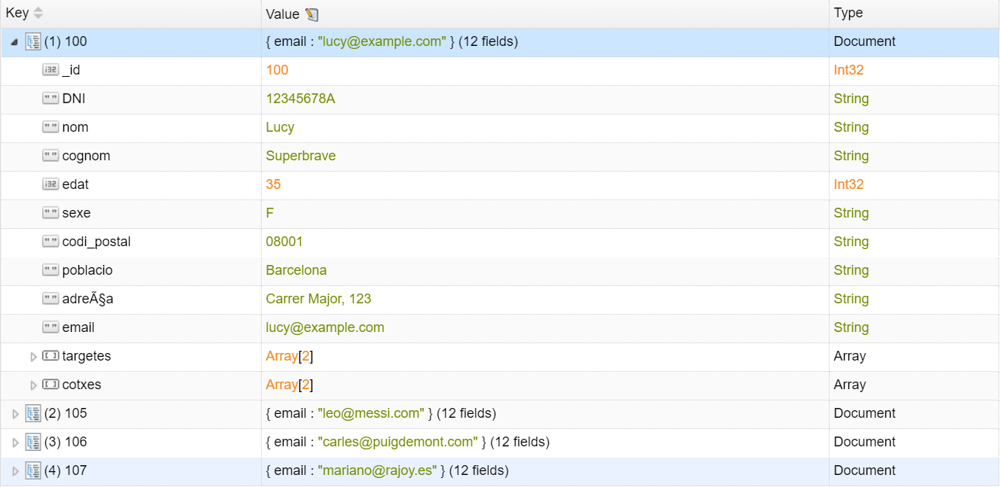 Key Value Type
(1) 100 { email : "lucy@example.com" } (12 fields) Document
i32 _id 100 Int32
" " DNI 12345678A String
" " nom Lucy String
" " cognom Superbrave String
i32 edat 35 Int32
" " sexe F String
" " codi_postal 08001 String
" " poblacio Barcelona String
" " adreÃ§a Carrer Major, 123 String
" " email lucy@example.com String
[ ] targetes Array[2] Array
[ ] cotxes Array[2] Array
(2) 105 { email : "leo@messi.com" } (12 fields) Document
(3) 106 { email : "carles@puigdemont.com" } (12 fields) Document
(4) 107 { email : "mariano@rajoy.es" } (12 fields) Document